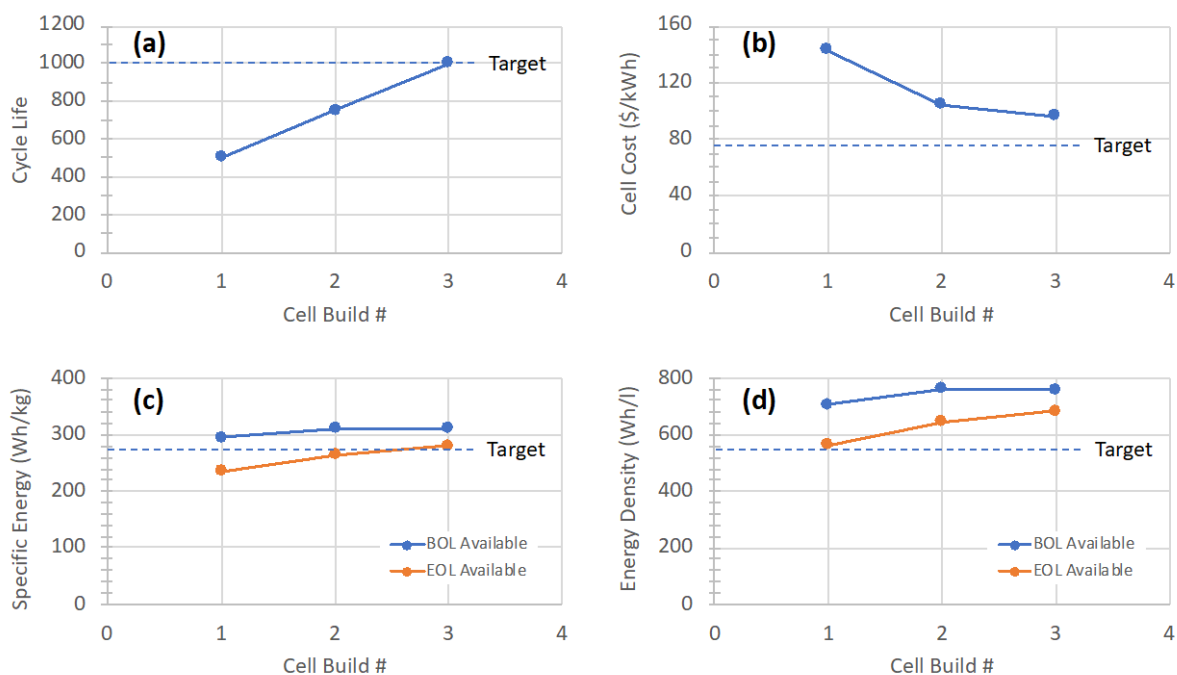 (a)
1200
1000
800
600
400
200
0
Cycle Life
Target
0 1 2 3 4
Cell Build #
(b)
160
120
80
40
0
Cell Cost ($/kWh)
Target
0 1 2 3 4
Cell Build #
(c)
400
300
200
100
0
Specific Energy (Wh/kg)
Target
BOL Available
EOL Available
0 1 2 3 4
Cell Build #
(d)
800
600
400
200
0
Energy Density (Wh/l)
Target
BOL Available
EOL Available
0 1 2 3 4
Cell Build #